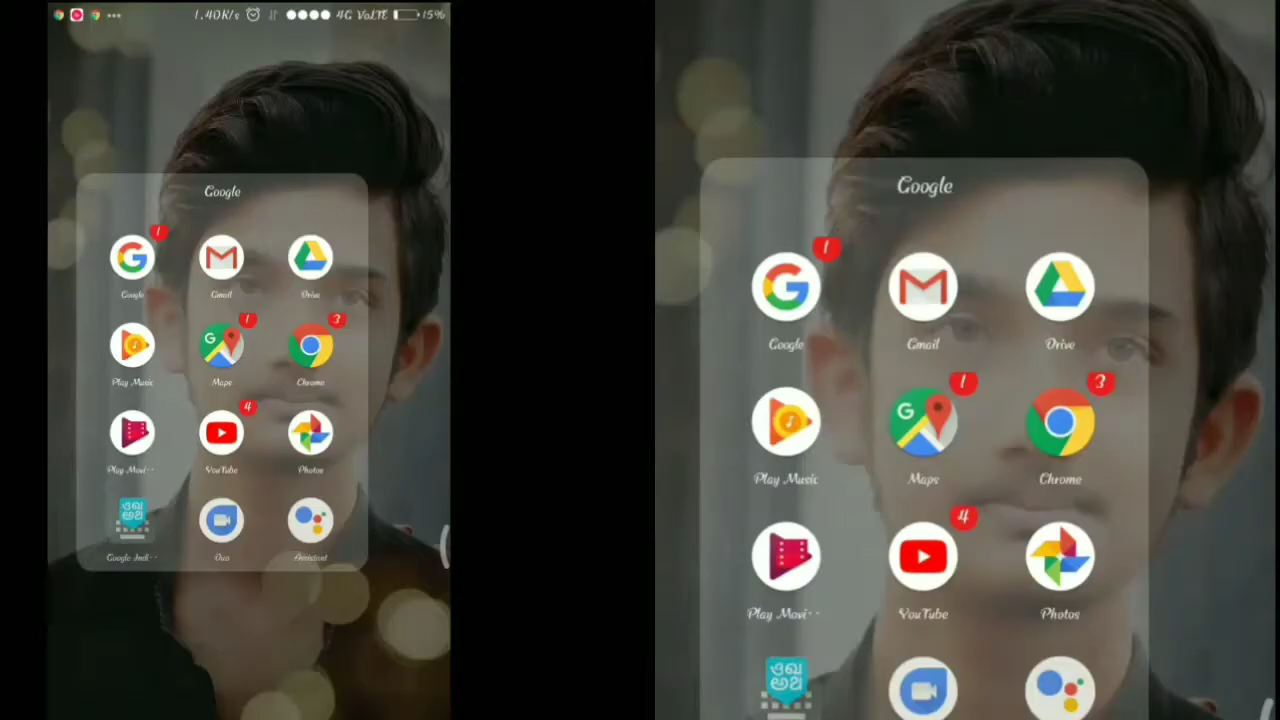 1.40K/s 4G VoLTE 15%
Google
1
Google Gmail Drive
1 3
Play Music Maps Chrome
4
Play Movi··
YouTube Photos
Google Indi··
Duo Assistant
Google
1
Google Gmail Drive
1 3
Play Music Maps Chrome
4
Play Movi·· YouTube Photos